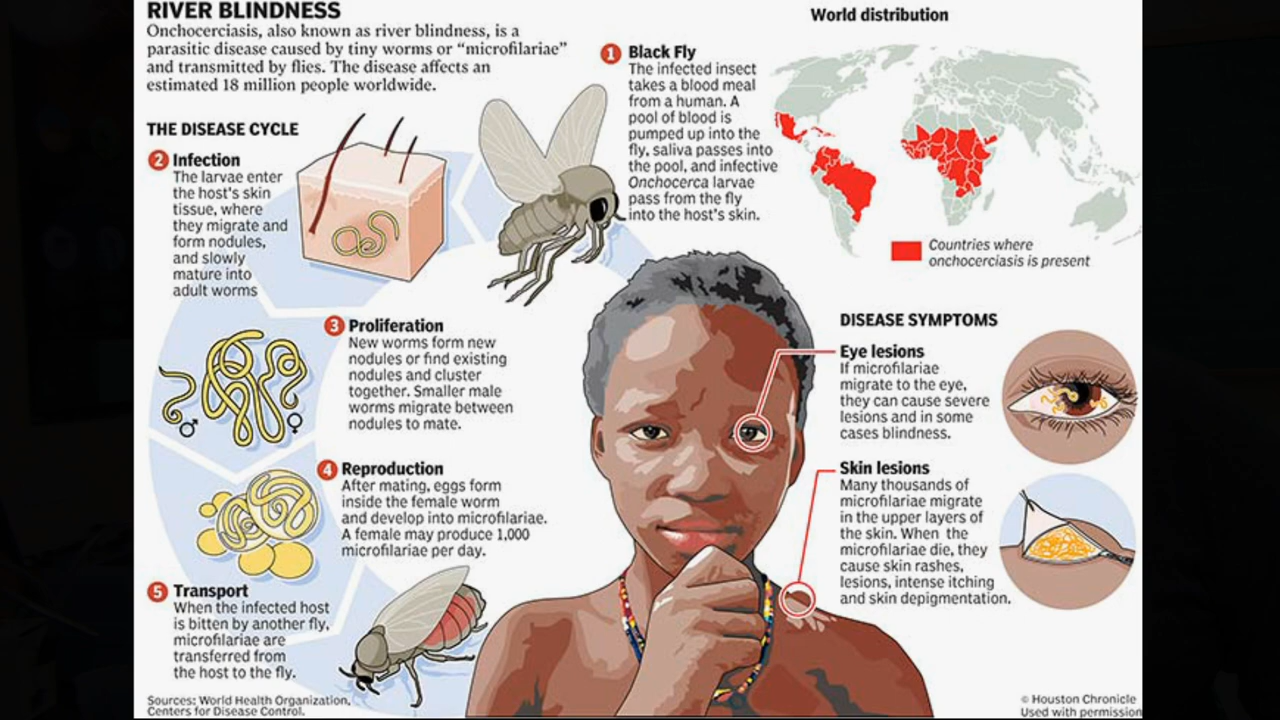 RIVER BLINDNESS
Onchocerciasis, also known as river blindness, is a
parasitic disease caused by tiny worms or “microfilariae”
and transmitted by flies. The disease affects an
estimated 18 million people worldwide.
THE DISEASE CYCLE
1 Black Fly
The infected insect
takes a blood meal
from a human. A
pool of blood is
pumped up into the
fly, saliva passes into
the pool, and infective
Onchocerca larvae
pass from the fly
into the host's skin.
2 Infection
The larvae enter
the host's skin
tissue, where
they migrate and
form nodules,
and slowly
mature into
adult worms
3 Proliferation
New worms form new
nodules or find existing
nodules and cluster
together. Smaller male
worms migrate between
nodules to mate.
♂
♀
4 Reproduction
After mating, eggs form
inside the female worm
and develop into microfilariae.
A female may produce 1,000
microfilariae per day.
5 Transport
When the infected host
is bitten by another fly,
microfilariae are
transferred from
the host to the fly.
World distribution
Countries where
onchocerciasis is present
DISEASE SYMPTOMS
Eye lesions
If microfilariae
migrate to the eye,
they can cause severe
lesions and in some
cases blindness.
Skin lesions
Many thousands of
microfilariae migrate
in the upper layers of
the skin. When the
microfilariae die, they
cause skin rashes,
lesions, intense itching
and skin depigmentation.
Sources: World Health Organization,
Centers for Disease Control.
© Houston Chronicle
Used with permission